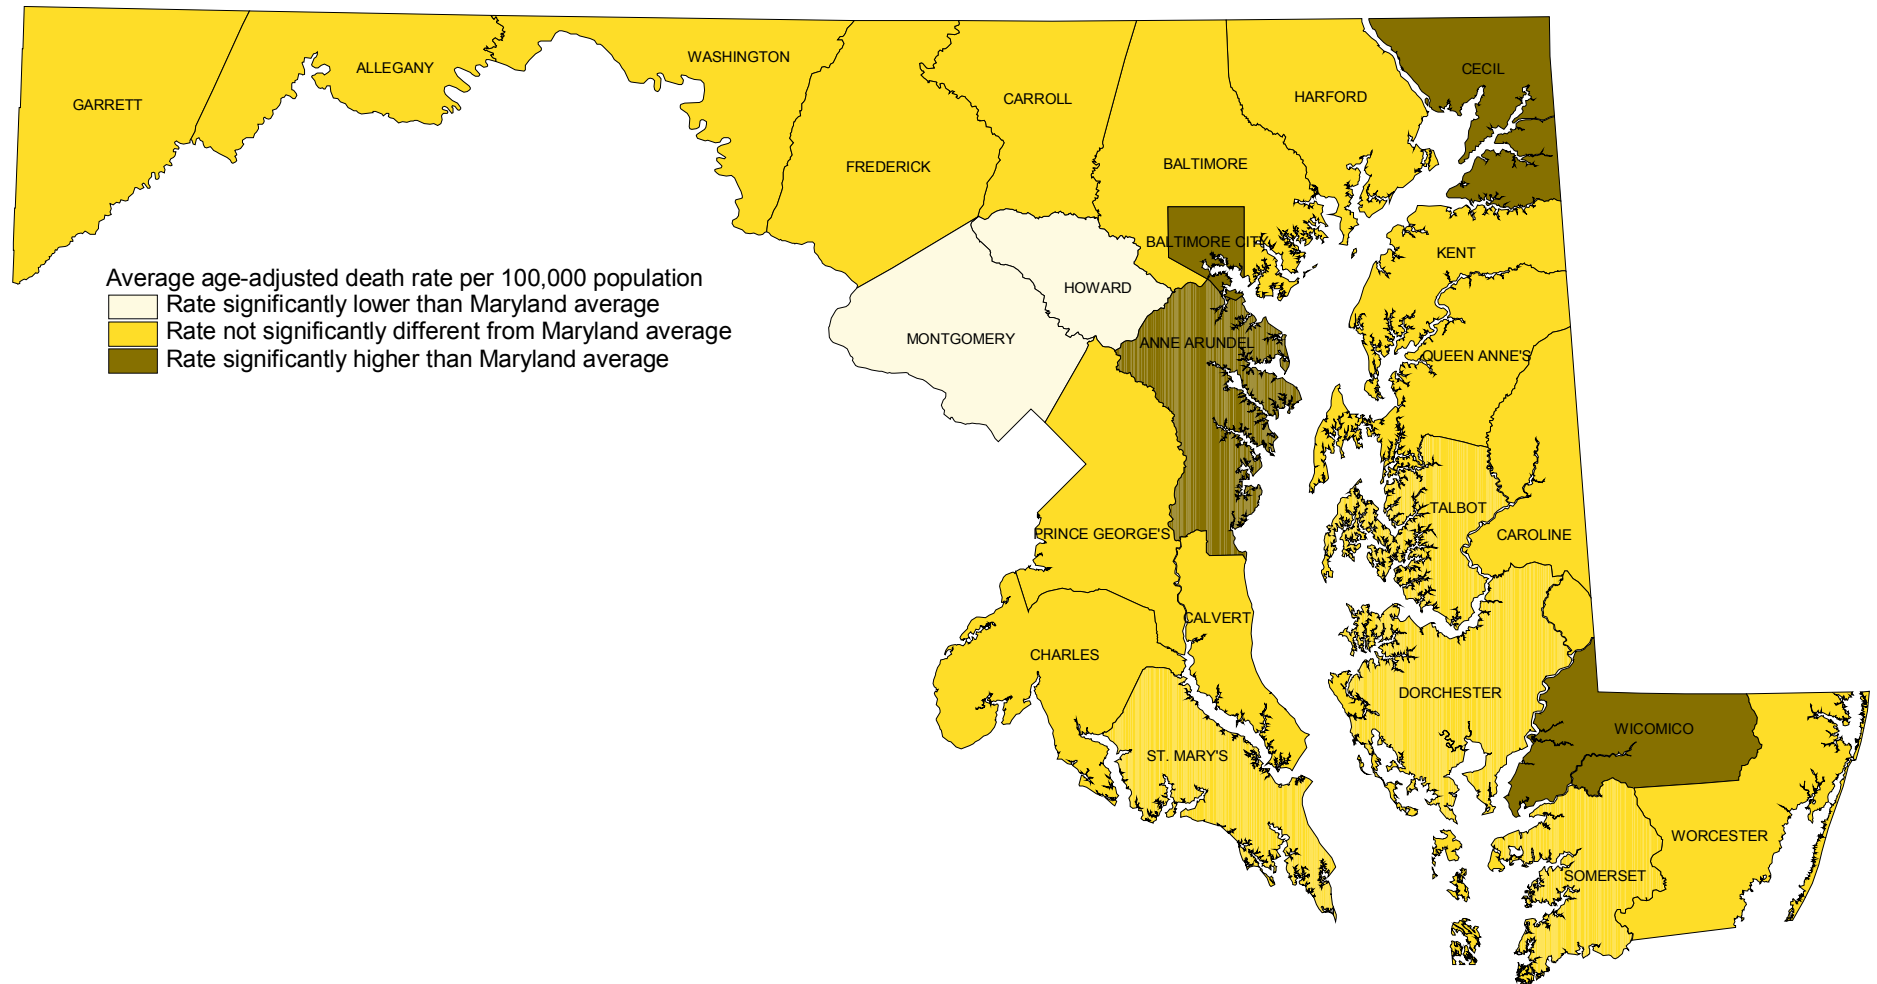 GARRETT
ALLEGANY
WASHINGTON
FREDERICK
CARROLL
BALTIMORE
HARFORD
CECIL
BALTIMORE CITY
KENT
HOWARD
MONTGOMERY
ANNE ARUNDEL
QUEEN ANNE'S
Average age-adjusted death rate per 100,000 population
Rate significantly lower than Maryland average
Rate not significantly different from Maryland average
Rate significantly higher than Maryland average
PRINCE GEORGE'S
TALBOT
CAROLINE
CALVERT
CHARLES
DORCHESTER
ST. MARY'S
WICOMICO
WORCESTER
SOMERSET